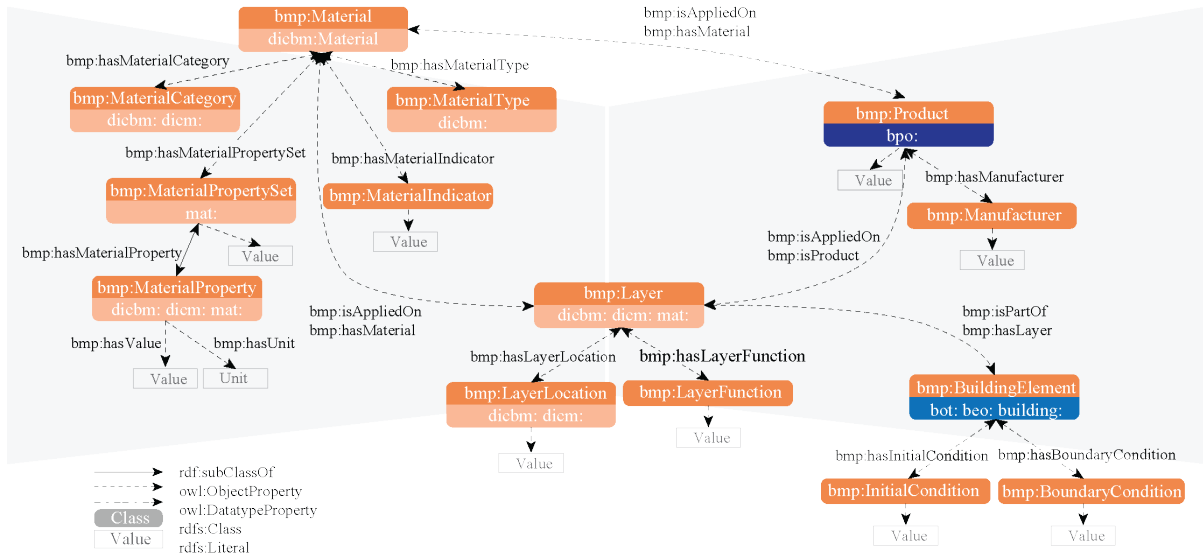 bmp:Material
dicbm:Material
bmp:isAppliedOn
bmp:hasMaterial
bmp:hasMaterialCategory
bmp:hasMaterialType
bmp:MaterialCategory
dicbm: dicm:
bmp:MaterialType
dicbm:
bmp:Product
bpo:
bmp:hasMaterialPropertySet
bmp:hasMaterialIndicator
Value
bmp:hasManufacturer
bmp:MaterialPropertySet
mat:
bmp:MaterialIndicator
bmp:Manufacturer
Value
Value
Value
bmp:hasMaterialProperty
bmp:isAppliedOn
bmp:isProduct
bmp:MaterialProperty
dicbm: dicm: mat:
bmp:Layer
dicbm: dicm: mat:
bmp:isAppliedOn
bmp:hasMaterial
bmp:isPartOf
bmp:hasLayer
bmp:hasValue
bmp:hasUnit
bmp:hasLayerLocation
bmp:hasLayerFunction
Value
Unit
bmp:LayerLocation
dicbm: dicm:
bmp:LayerFunction
bmp:BuildingElement
bot: beo: building:
Value
Value
bmp:hasInitialCondition
bmp:hasBoundaryCondition
bmp:InitialCondition
bmp:BoundaryCondition
Value
Value
rdf:subClassOf
owl:ObjectProperty
owl:DatatypeProperty
Class
rdfs:Class
Value
rdfs:Literal